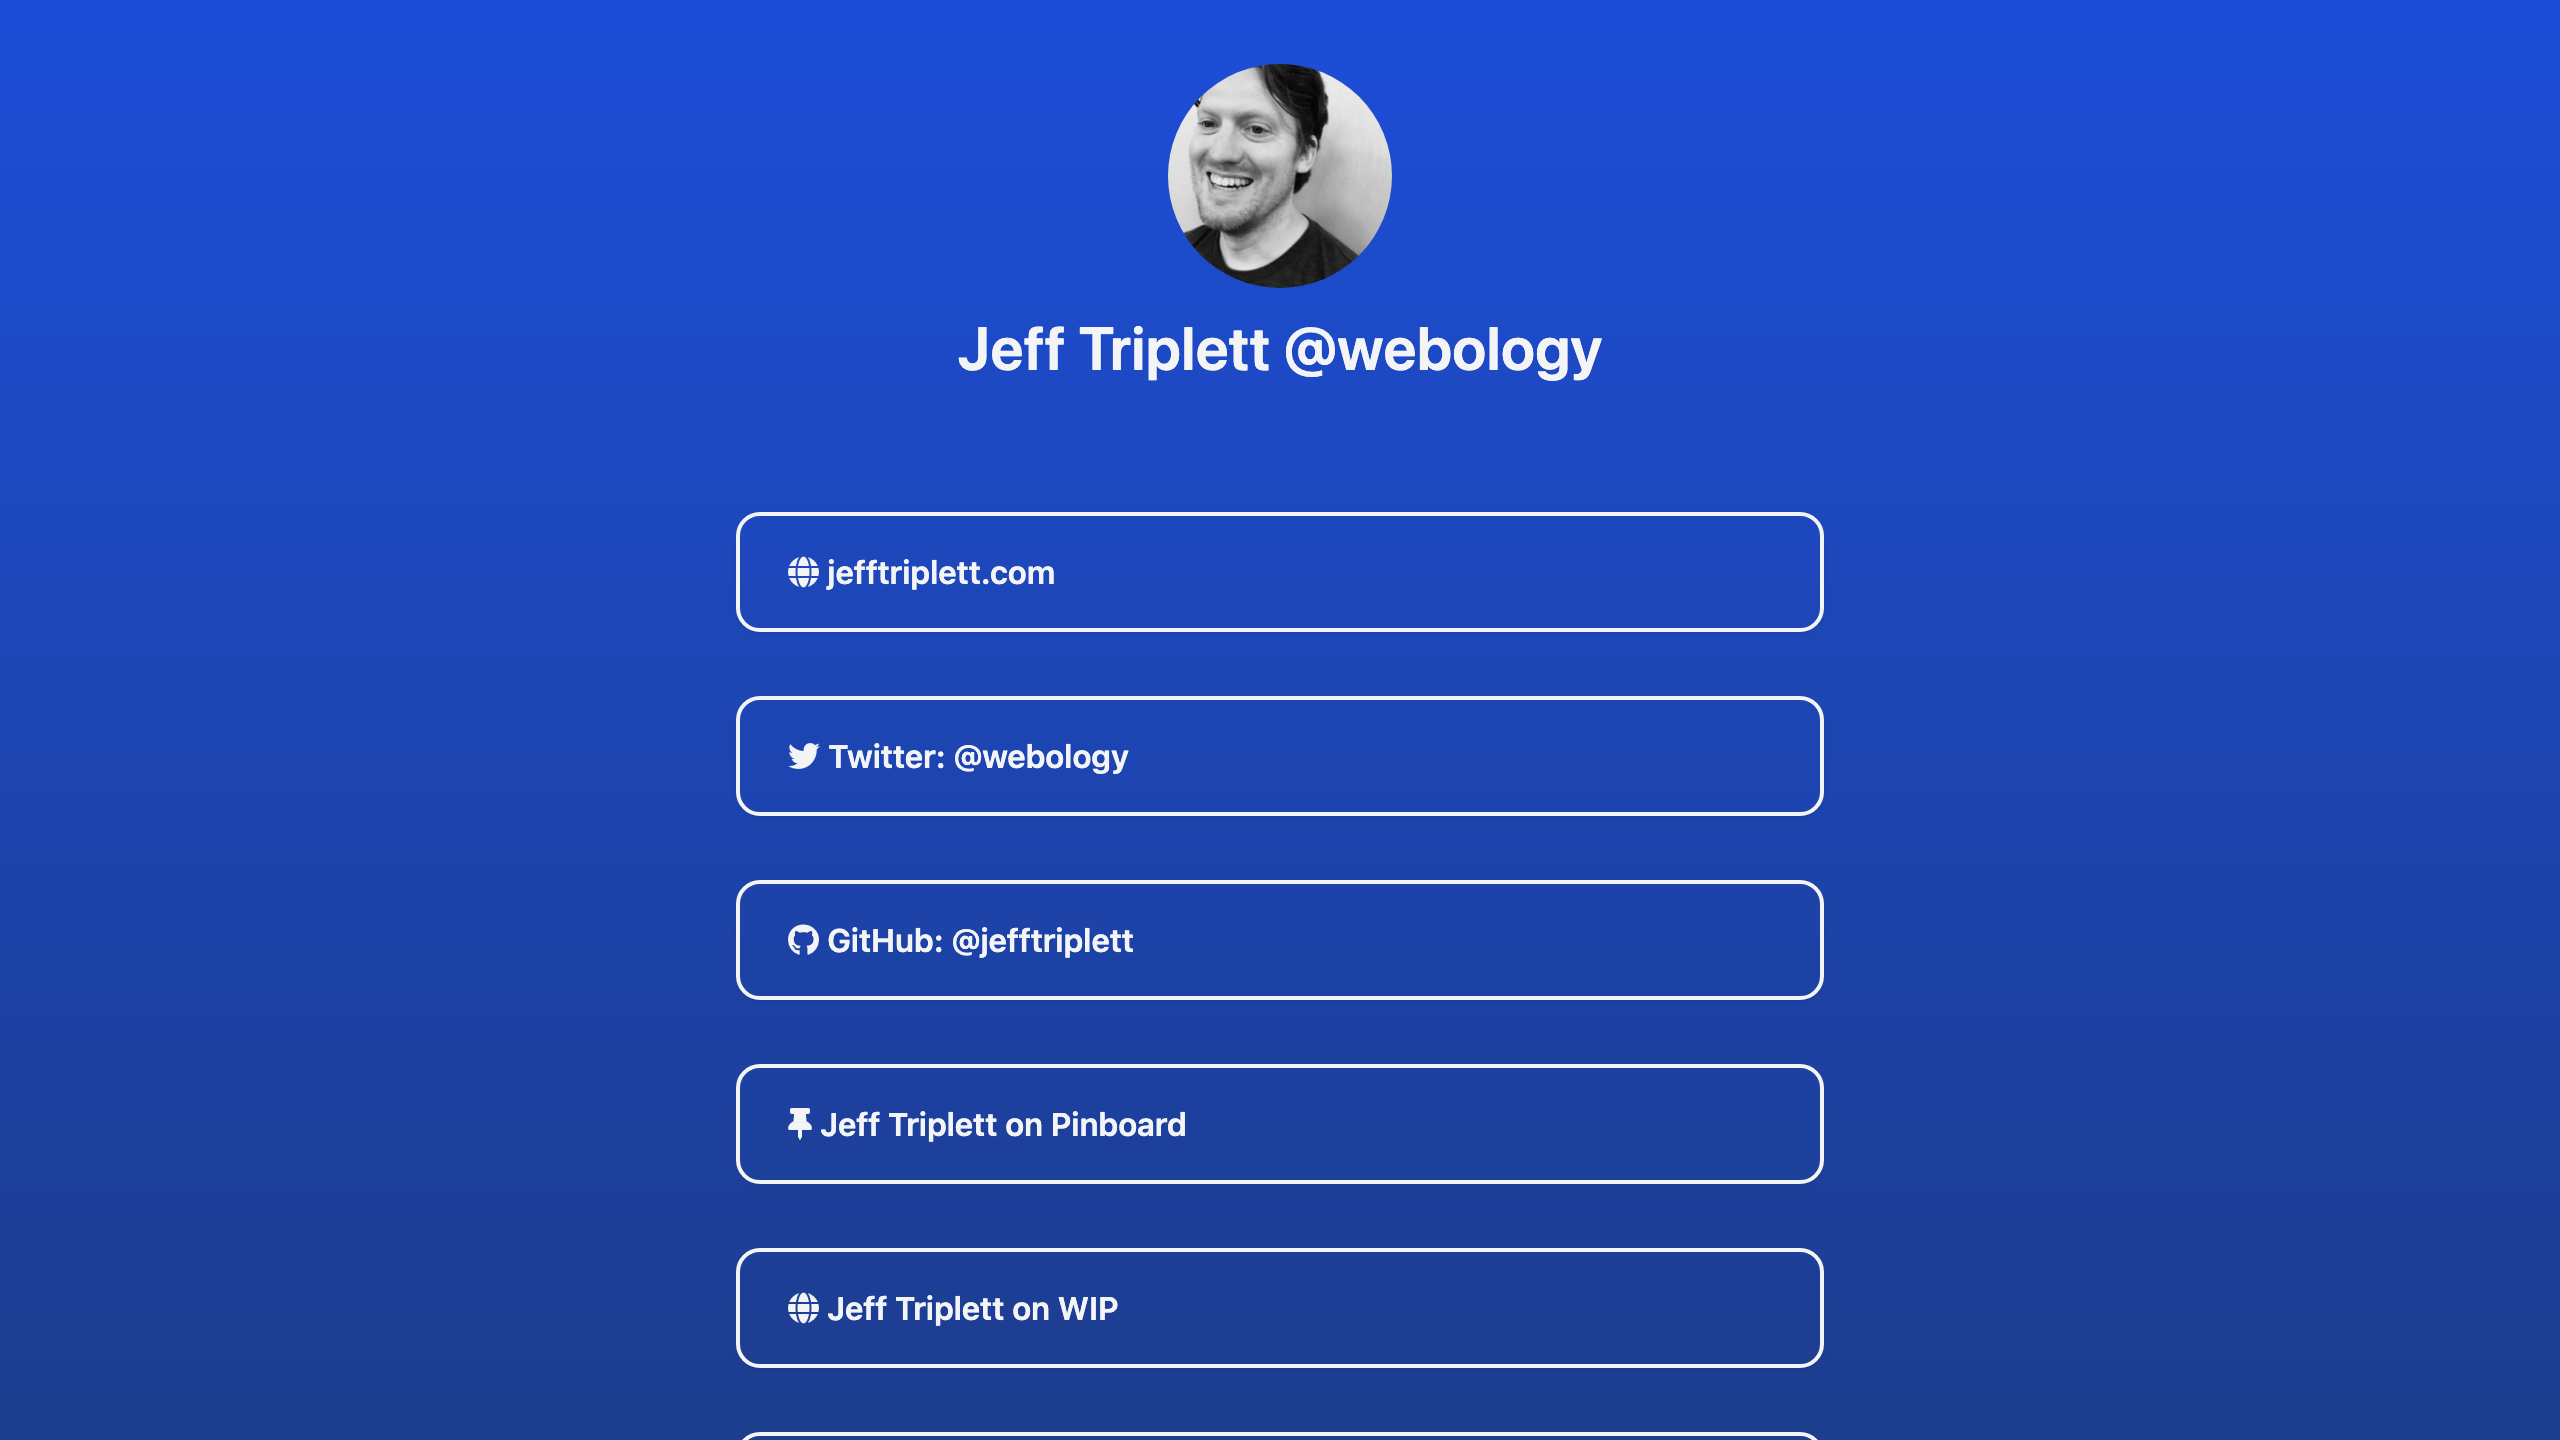 Jeff Triplett @webology
jefftriplett.com
Twitter: @webology
GitHub: @jefftriplett
Jeff Triplett on Pinboard
Jeff Triplett on WIP